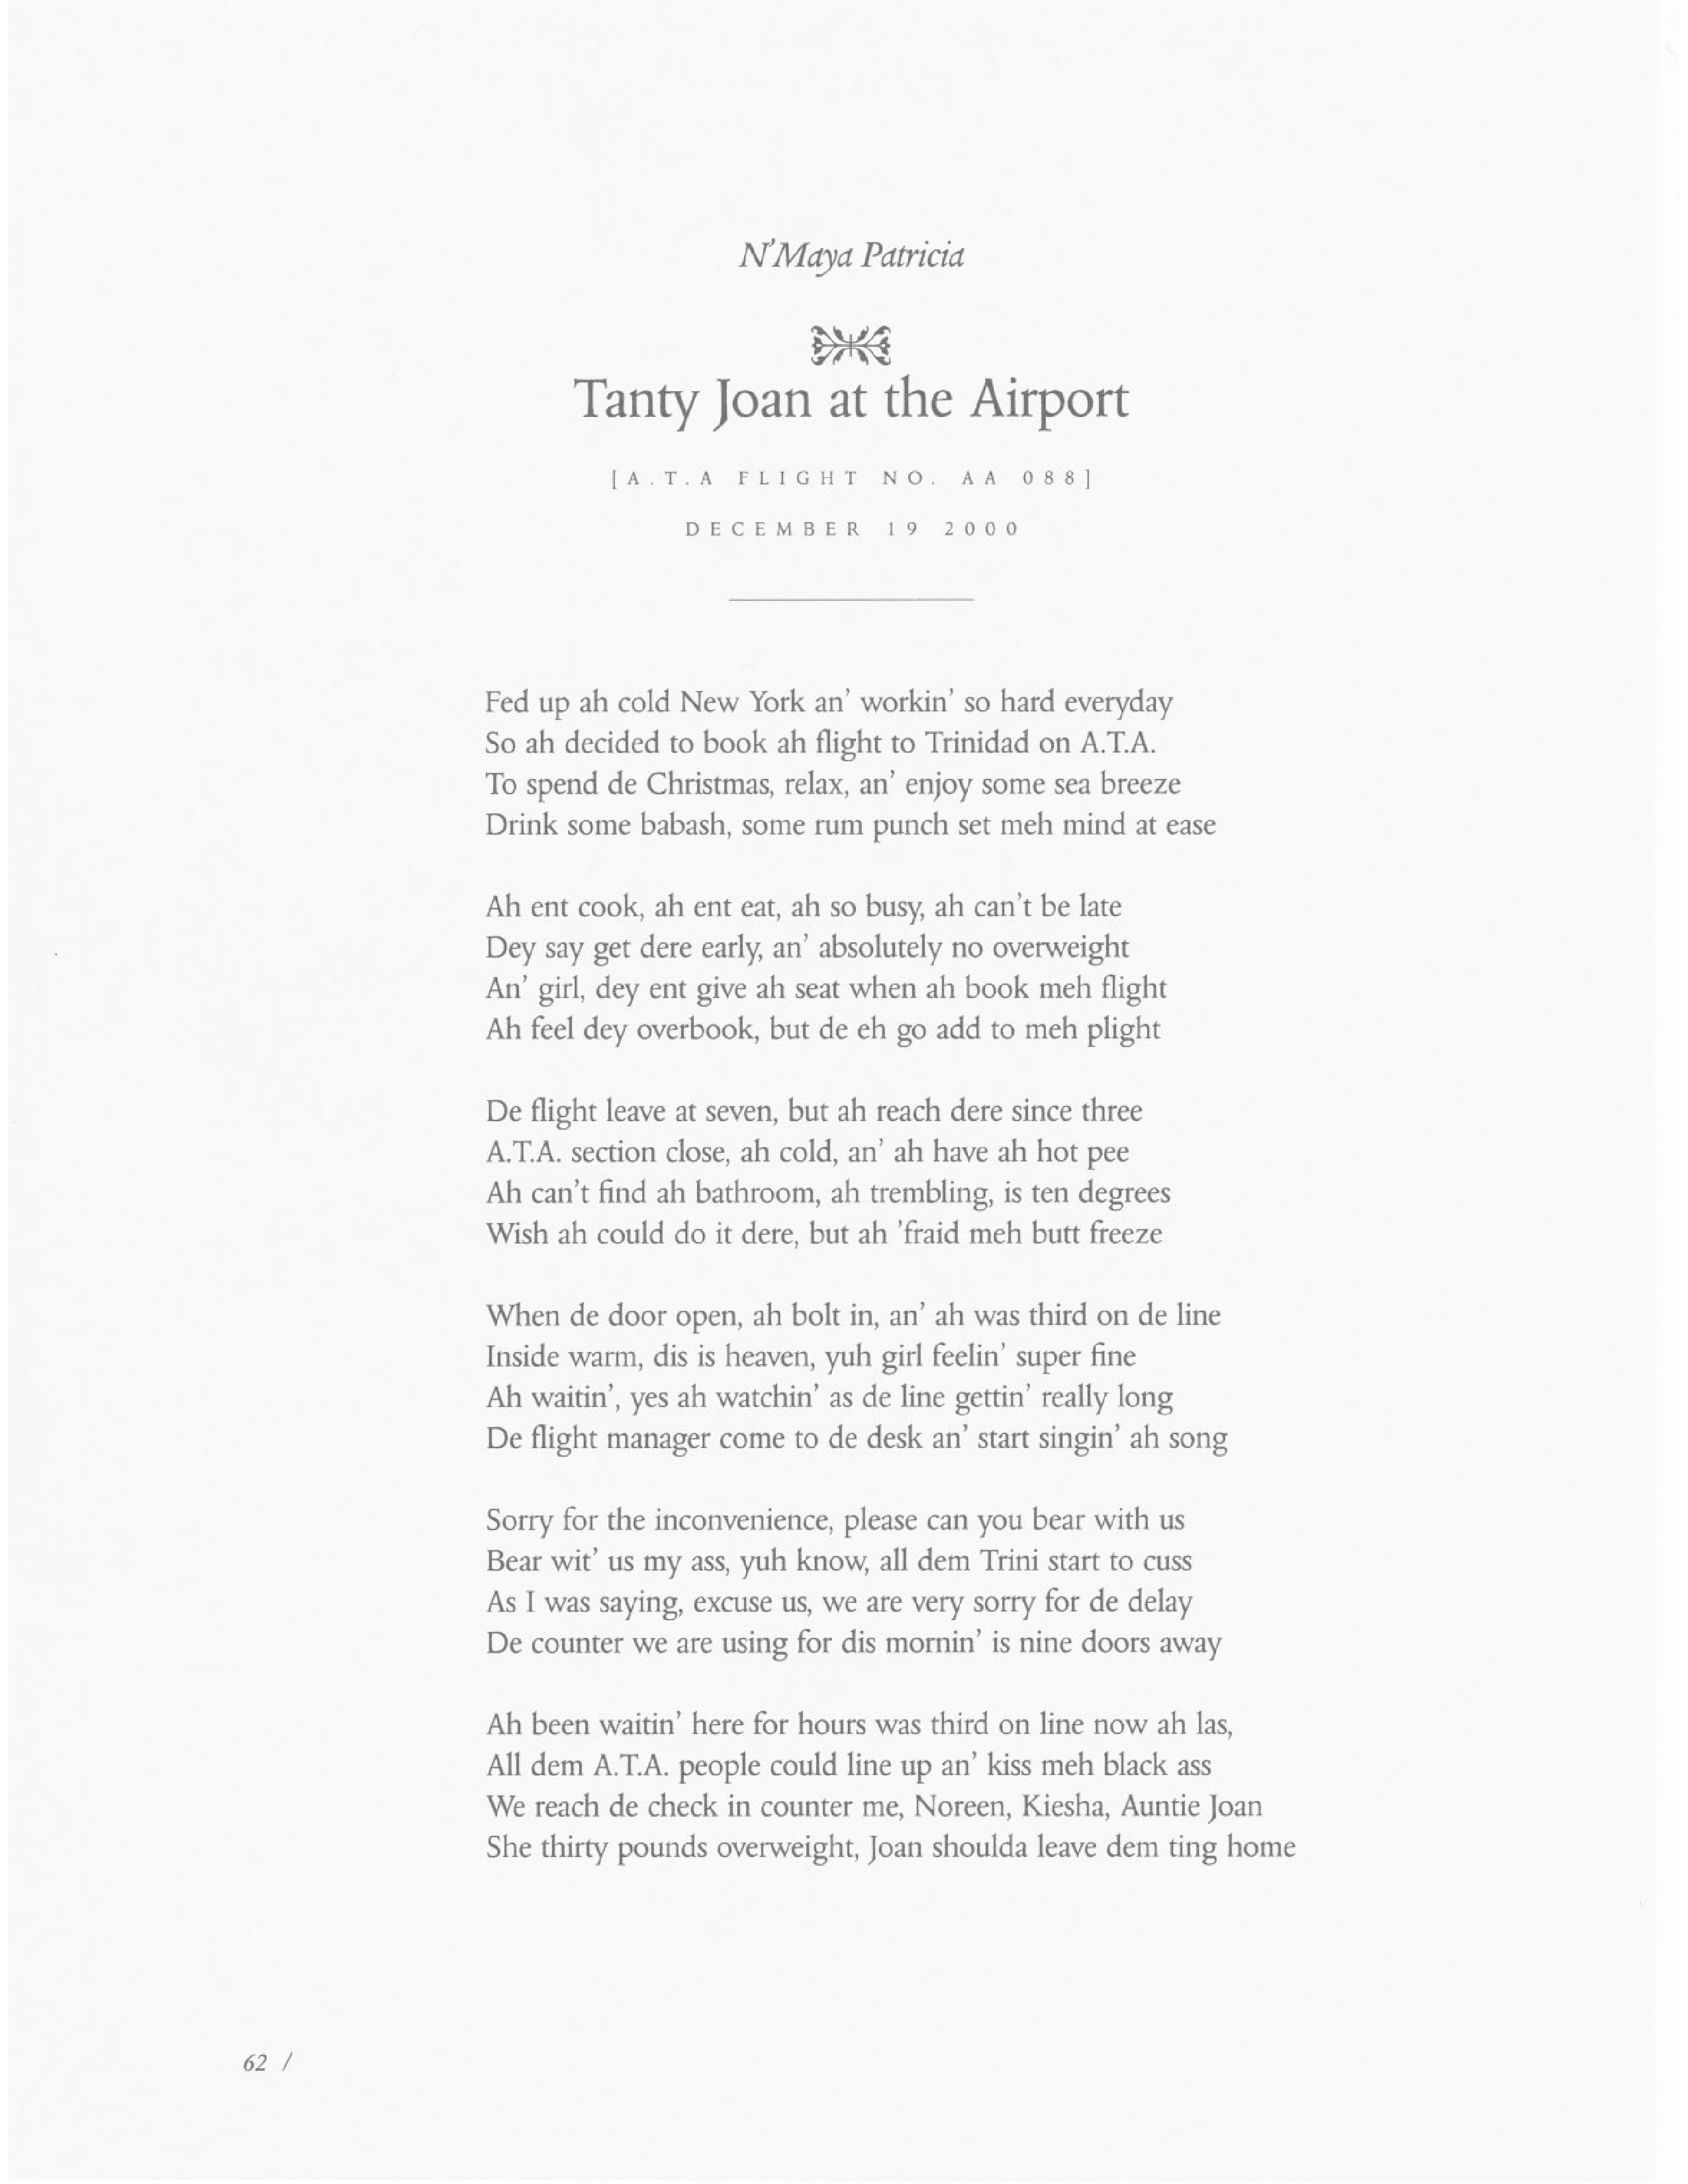 N'Maya Patricia
Tanty Joan at the Airport
[A.T.A FLIGHT NO. AA 088]
DECEMBER 19 2000
Fed up ah cold New York an' workin' so hard everyday
So ah decided to book ah flight to Trinidad on A.T.A.
To spend de Christmas, relax, an' enjoy some sea breeze
Drink some babash, some rum punch set meh mind at ease
Ah ent cook, ah ent eat, ah so busy, ah can't be late
Dey say get dere early, an' absolutely no overweight
An' girl, dey ent give ah seat when ah book meh flight
Ah feel dey overbook, but de eh go add to meh plight
De flight leave at seven, but ah reach dere since three
A.T.A. section close, ah cold, an' ah have ah hot pee
Ah can't find ah bathroom, ah trembling, is ten degrees
Wish ah could do it dere, but ah 'fraid meh butt freeze
When de door open, ah bolt in, an' ah was third on de line
Inside warm, dis is heaven, yuh girl feelin' super fine
Ah waitin', yes ah watchin' as de line gettin' really long
De flight manager come to de desk an' start singin' ah song
Sorry for the inconvenience, please can you bear with us
Bear wit' us my ass, yuh know, all dem Trini start to cuss
As I was saying, excuse us, we are very sorry for de delay
De counter we are using for dis mornin' is nine doors away
Ah been waitin' here for hours was third on line now ah las,
All dem A.T.A. people could line up an' kiss meh black ass
We reach de check in counter me, Noreen, Kiesha, Auntie Joan
She thirty pounds overweight, Joan shoulda leave dem ting home
62 /